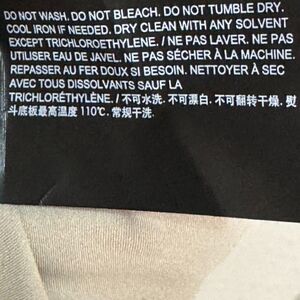 DO NOT WASH. DO NOT BLEACH. DO NOT TUMBLE DRY.
COOL IRON IF NEEDED. DRY CLEAN WITH ANY SOLVENT
EXCEPT TRICHLOROETHYLENE. / NE PAS LAVER. NE PAS
UTILISER EAU DE JAVEL. NE PAS SÉCHER À LA MACHINE.
REPASSER AU FER DOUX SI BESOIN. NETTOYER À SEC
AVEC TOUS DISSOLVANTS SAUF LA
TRICHLORÉTHYLÈNE. / 不可水洗. 不可漂白. 不可翻转干燥. 熨
斗底板最高温度 110℃. 常规干洗.